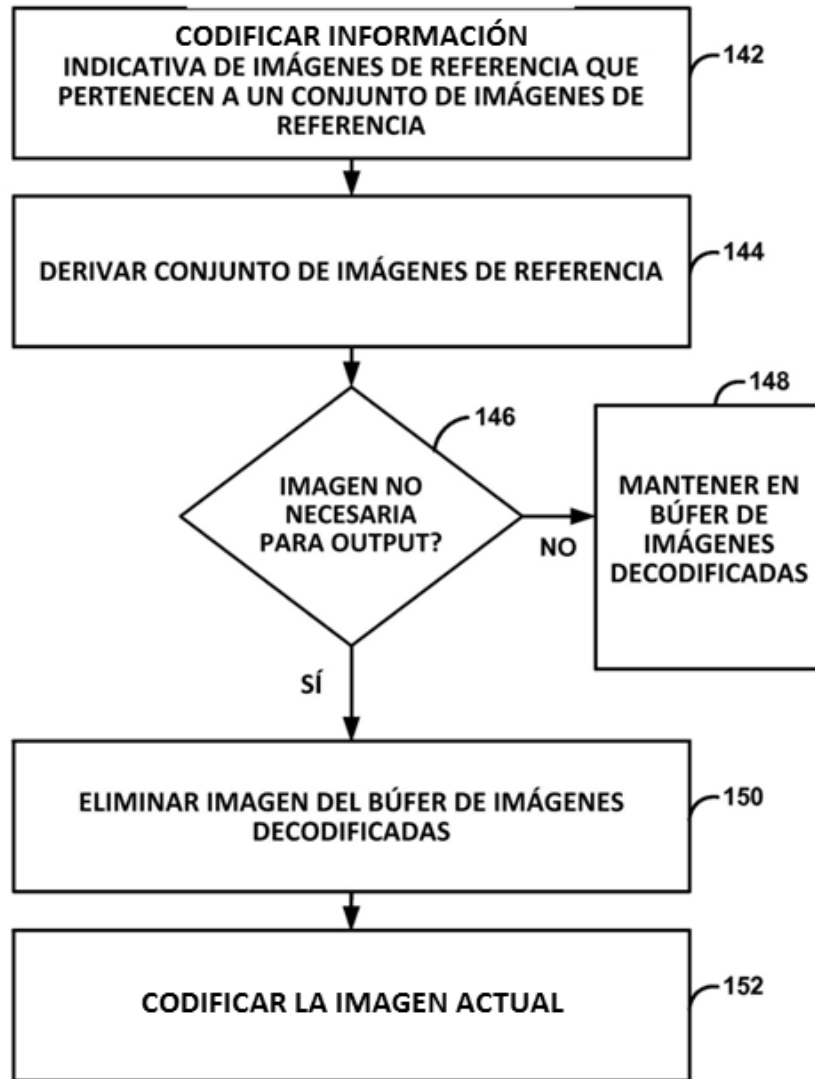 CODIFICAR INFORMACIÓN
INDICATIVA DE IMÁGENES DE REFERENCIA QUE
PERTENECEN A UN CONJUNTO DE IMÁGENES DE
REFERENCIA
142
DERIVAR CONJUNTO DE IMÁGENES DE REFERENCIA
144
146
IMAGEN NO
NECESARIA
PARA OUTPUT?
NO
148
MANTENER EN
BÚFER DE
IMÁGENES
DECODIFICADAS
SÍ
ELIMINAR IMAGEN DEL BÚFER DE IMÁGENES
DECODIFICADAS
150
CODIFICAR LA IMAGEN ACTUAL
152